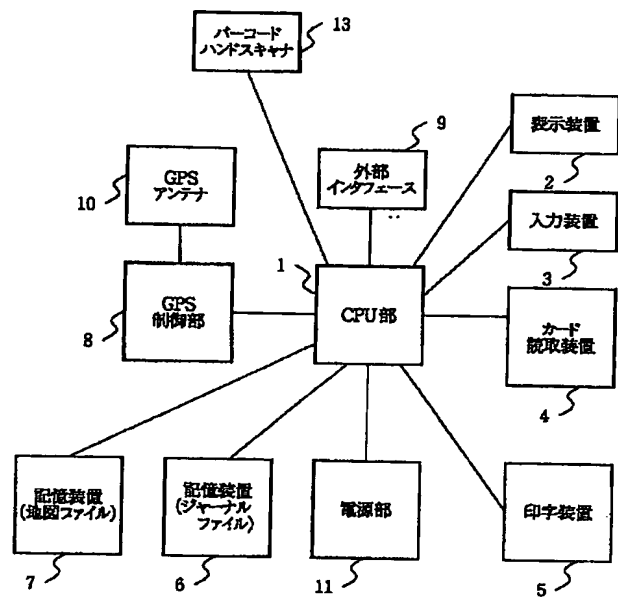 バーコード
ハンドスキャナ
13
表示装置
2
9
外部
インタフェース
GPS
アンテナ
10
入力装置
3
1
CPU部
GPS
制御部
8
カード
読取装置
4
記憶装置
(地図ファイル)
7
記憶装置
(ジャーナル
ファイル)
6
電源部
11
印字装置
5